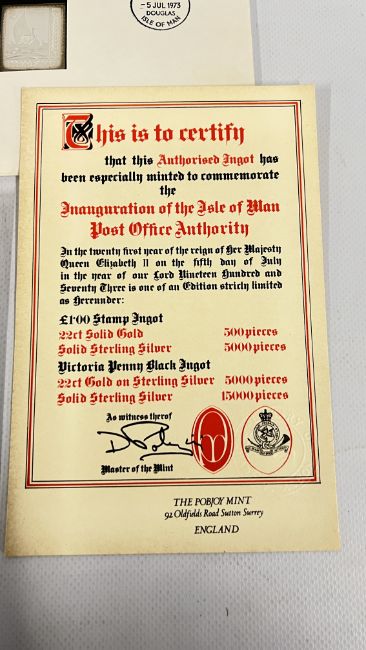 - 5 JUL 1973
DOUGLAS
ISLE OF MAN
This is to certify
that this Authorised Ingot has
been especially minted to commemorate
the
Inauguration of the Isle of Man
Post Office Authority
In the twenty first year of the reign of Her Majesty
Queen Elizabeth II on the fifth day of July
in the year of our Lord Nineteen Hundred and
Seventy Three is one of an Edition strictly limited
as Hereunder:
£1·00 Stamp Ingot
22ct Solid Gold 500 pieces
Solid Sterling Silver 5000 pieces
Victoria Penny Black Ingot
22ct Gold on Sterling Silver 5000 pieces
Solid Sterling Silver 15000 pieces
As witness therof
Master of the Mint
THE POBJOY MINT
92 Oldfields Road Sutton Surrey
ENGLAND